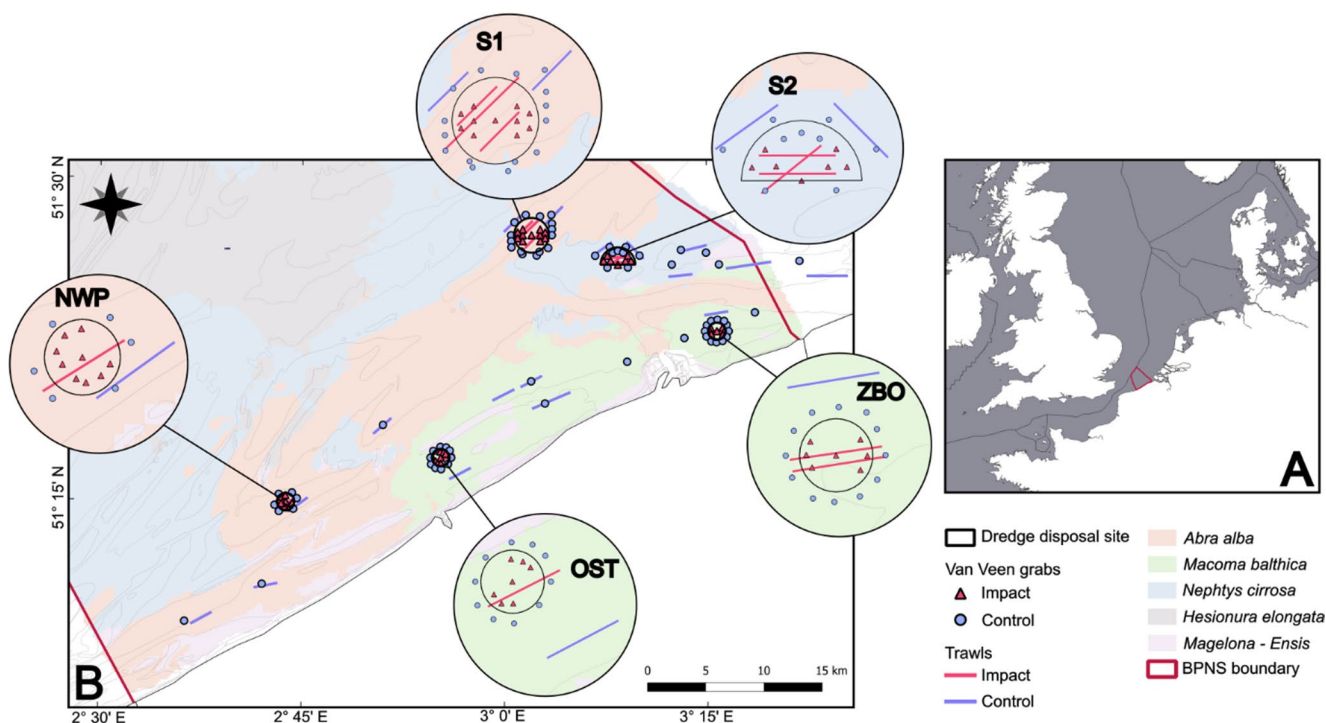 S1
S2
51° 30 N
NWP
ZBO
A
51° 15 N
OST
Dredge disposal site
Van Veen grabs
Impact
Control
Trawls
Impact
Control
Abra alba
Macoma balthica
Nephtys cirrosa
Hesionura elongata
Magelona - Ensis
BPNS boundary
B
0 5 10 15 km
2° 30' E 2° 45' E 3° 0' E 3° 15' E